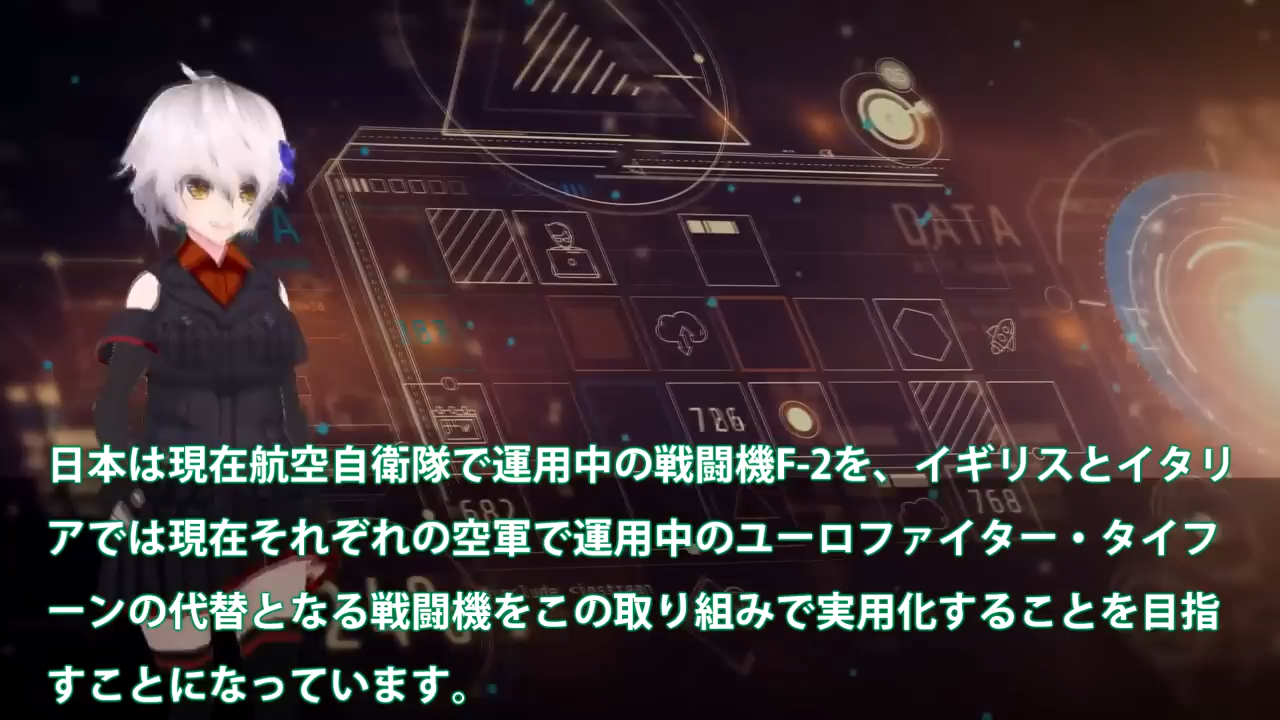 DATA
786
768
682
日本は現在航空自衛隊で運用中の戦闘機F-2を、イギリスとイタリ
アでは現在それぞれの空軍で運用中のユーロファイター・タイフ
ーンの代替となる戦闘機をこの取り組みで実用化することを目指
すことになっています。